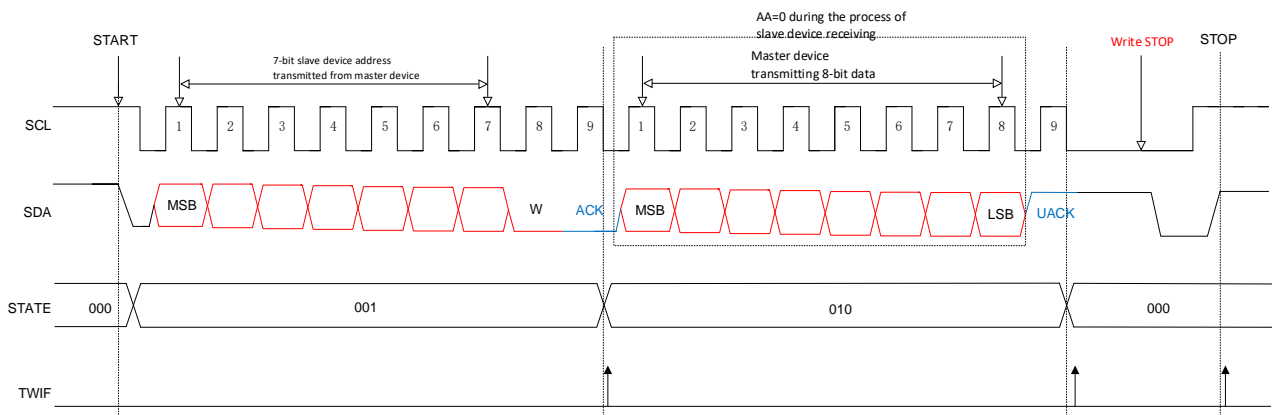 AA=0 during the process of
slave device receiving
START
Write STOP
STOP
7-bit slave device address
transmitted from master device
Master device
transmitting 8-bit data
SCL
1 2 3 4 5 6 7 8 9 1 2 3 4 5 6 7 8 9
SDA
MSB W ACK MSB LSB UACK
STATE 000 001 010 000
TWIF